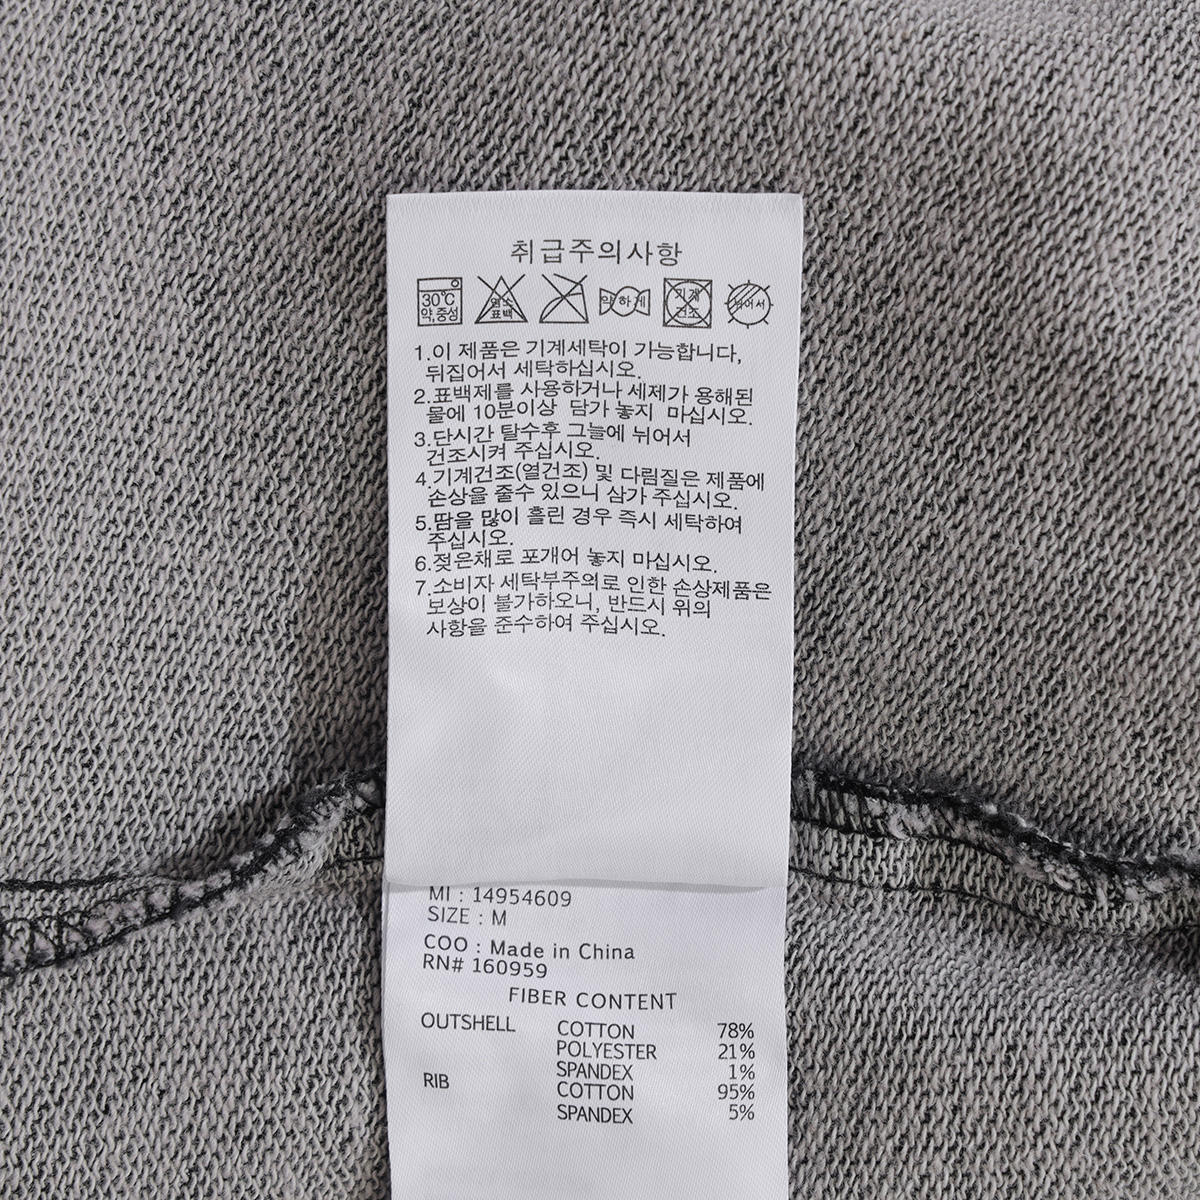 취급주의사항
30℃ 약,중성 염소 표백 약하게 기계 건조 뉘어서
1.이 제품은 기계세탁이 가능합니다,
뒤집어서 세탁하십시오.
2.표백제를 사용하거나 세제가 용해된
물에 10분이상 담가 놓지 마십시오.
3.단시간 탈수후 그늘에 뉘어서
건조시켜 주십시오.
4.기계건조(열건조) 및 다림질은 제품에
손상을 줄수 있으니 삼가 주십시오.
5.땀을 많이 흘린 경우 즉시 세탁하여
주십시오.
6.젖은채로 포개어 놓지 마십시오.
7.소비자 세탁부주의로 인한 손상제품은
보상이 불가하오니, 반드시 위의
사항을 준수하여 주십시오.
MI : 14954609
SIZE : M
COO : Made in China
RN# 160959
FIBER CONTENT
OUTSHELL COTTON 78%
POLYESTER 21%
SPANDEX 1%
RIB COTTON 95%
SPANDEX 5%